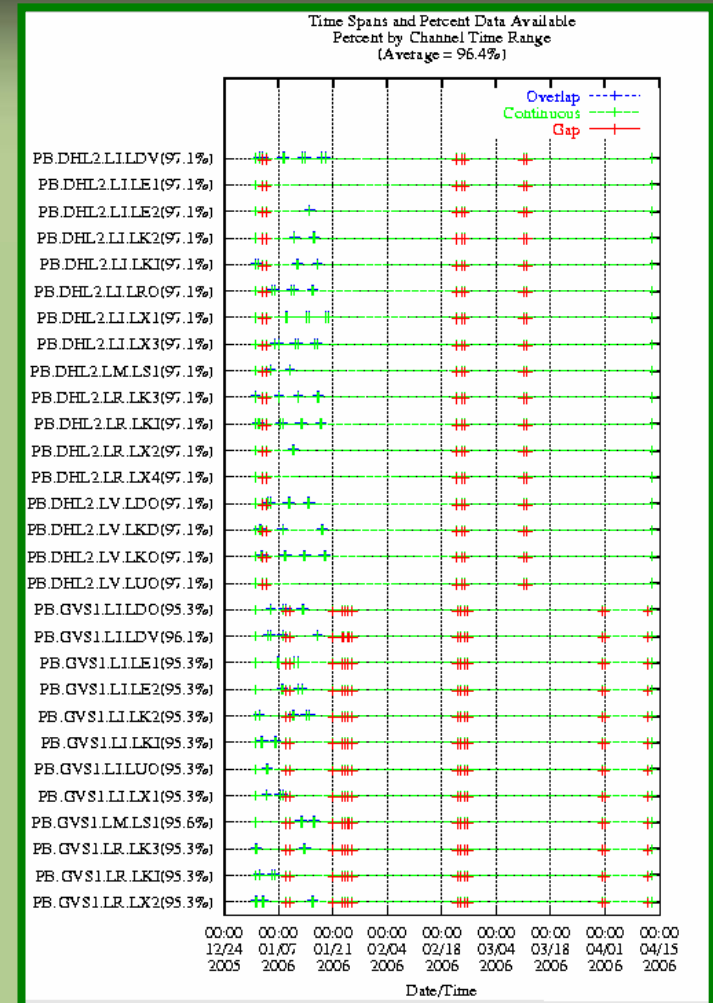 Time Spans and Percent Data Available
Percent by Channel Time Range
(Average = 96.4%)
Overlap
Continuous
Gap
PB.DHL2.LI.LDV(97.1%)
PB.DHL2.LI.LE1(97.1%)
PB.DHL2.LI.LE2(97.1%)
PB.DHL2.LI.LK2(97.1%)
PB.DHL2.LI.LKI(97.1%)
PB.DHL2.LI.LRO(97.1%)
PB.DHL2.LI.LX1(97.1%)
PB.DHL2.LI.LX3(97.1%)
PB.DHL2.LM.LS1(97.1%)
PB.DHL2.LR.LK3(97.1%)
PB.DHL2.LR.LKI(97.1%)
PB.DHL2.LR.LX2(97.1%)
PB.DHL2.LR.LX4(97.1%)
PB.DHL2.LV.LDO(97.1%)
PB.DHL2.LV.LKD(97.1%)
PB.DHL2.LV.LKO(97.1%)
PB.DHL2.LV.LUO(97.1%)
PB.GVS1.LI.LDO(95.3%)
PB.GVS1.LI.LDV(96.1%)
PB.GVS1.LI.LE1(95.3%)
PB.GVS1.LI.LE2(95.3%)
PB.GVS1.LI.LK2(95.3%)
PB.GVS1.LI.LKI(95.3%)
PB.GVS1.LI.LUO(95.3%)
PB.GVS1.LI.LX1(95.3%)
PB.GVS1.LM.LS1(95.6%)
PB.GVS1.LR.LK3(95.3%)
PB.GVS1.LR.LKI(95.3%)
PB.GVS1.LR.LX2(95.3%)
00:00 00:00 00:00 00:00 00:00 00:00 00:00 00:00 00:00
12/24 01/07 01/21 02/04 02/18 03/04 03/18 04/01 04/15
2005 2006 2006 2006 2006 2006 2006 2006 2006
Date/Time